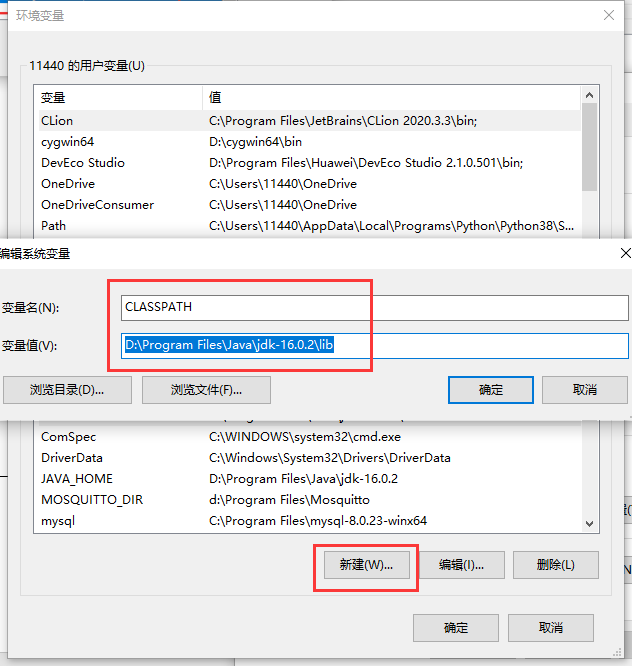 环境变量
11440 的用户变量(U)
变量 值
CLion C:\Program Files\JetBrains\CLion 2020.3.3\bin;
cygwin64 D:\cygwin64\bin
DevEco Studio D:\Program Files\Huawei\DevEco Studio 2.1.0.501\bin;
OneDrive C:\Users\11440\OneDrive
OneDriveConsumer C:\Users\11440\OneDrive
Path C:\Users\11440\AppData\Local\Programs\Python\Python38\S...
编辑系统变量
变量名(N): CLASSPATH
变量值(V): D:\Program Files\Java\jdk-16.0.2\lib
浏览目录(D)... 浏览文件(F)... 确定 取消
ComSpec C:\WINDOWS\system32\cmd.exe
DriverData C:\Windows\System32\Drivers\DriverData
JAVA_HOME D:\Program Files\Java\jdk-16.0.2
MOSQUITTO_DIR d:\Program Files\Mosquitto
mysql C:\Program Files\mysql-8.0.23-winx64
新建(W)... 编辑(I)... 删除(L)
确定 取消